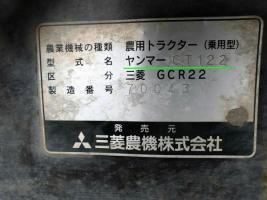 農業機械の種類 農用トラクター（乗用型）
型式名 ヤンマー CT122
区分 三菱 GCR22
製造番号 70043
発売元
三菱農機株式会社